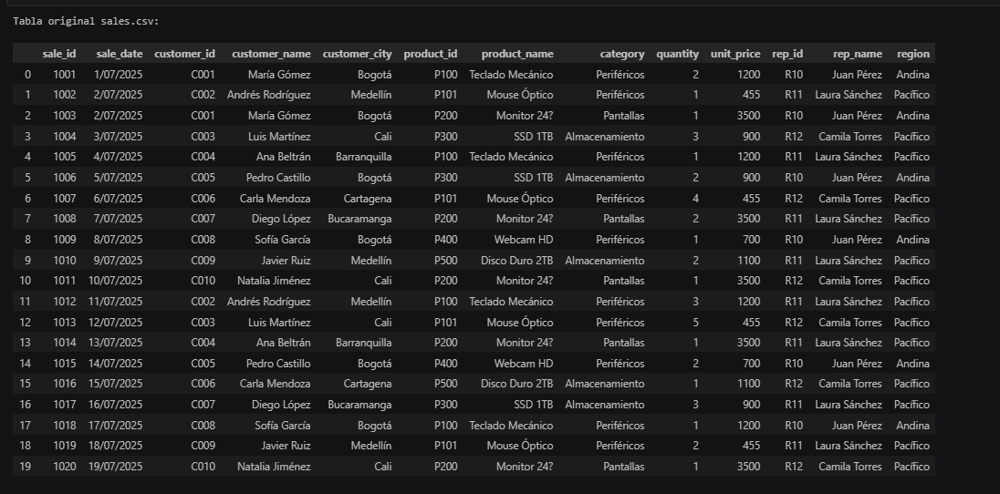 Tabla original sales.csv:
sale_id sale_date customer_id customer_name customer_city product_id product_name category quantity unit_price rep_id rep_name region
0 1001 1/07/2025 C001 María Gómez Bogotá P100 Teclado Mecánico Periféricos 2 1200 R10 Juan Pérez Andina
1 1002 2/07/2025 C002 Andrés Rodríguez Medellín P101 Mouse Óptico Periféricos 1 455 R11 Laura Sánchez Pacífico
2 1003 2/07/2025 C001 María Gómez Bogotá P200 Monitor 24? Pantallas 1 3500 R10 Juan Pérez Andina
3 1004 3/07/2025 C003 Luis Martínez Cali P300 SSD 1TB Almacenamiento 3 900 R12 Camila Torres Pacífico
4 1005 4/07/2025 C004 Ana Beltrán Barranquilla P100 Teclado Mecánico Periféricos 1 1200 R11 Laura Sánchez Pacífico
5 1006 5/07/2025 C005 Pedro Castillo Bogotá P300 SSD 1TB Almacenamiento 2 900 R10 Juan Pérez Andina
6 1007 6/07/2025 C006 Carla Mendoza Cartagena P101 Mouse Óptico Periféricos 4 455 R12 Camila Torres Pacífico
7 1008 7/07/2025 C007 Diego López Bucaramanga P200 Monitor 24? Pantallas 2 3500 R11 Laura Sánchez Pacífico
8 1009 8/07/2025 C008 Sofía García Bogotá P400 Webcam HD Periféricos 1 700 R10 Juan Pérez Andina
9 1010 9/07/2025 C009 Javier Ruiz Medellín P500 Disco Duro 2TB Almacenamiento 2 1100 R11 Laura Sánchez Pacífico
10 1011 10/07/2025 C010 Natalia Jiménez Cali P200 Monitor 24? Pantallas 1 3500 R12 Camila Torres Pacífico
11 1012 11/07/2025 C002 Andrés Rodríguez Medellín P100 Teclado Mecánico Periféricos 3 1200 R11 Laura Sánchez Pacífico
12 1013 12/07/2025 C003 Luis Martínez Cali P101 Mouse Óptico Periféricos 5 455 R12 Camila Torres Pacífico
13 1014 13/07/2025 C004 Ana Beltrán Barranquilla P200 Monitor 24? Pantallas 1 3500 R11 Laura Sánchez Pacífico
14 1015 14/07/2025 C005 Pedro Castillo Bogotá P400 Webcam HD Periféricos 2 700 R10 Juan Pérez Andina
15 1016 15/07/2025 C006 Carla Mendoza Cartagena P500 Disco Duro 2TB Almacenamiento 1 1100 R12 Camila Torres Pacífico
16 1017 16/07/2025 C007 Diego López Bucaramanga P300 SSD 1TB Almacenamiento 3 900 R11 Laura Sánchez Pacífico
17 1018 17/07/2025 C008 Sofía García Bogotá P100 Teclado Mecánico Periféricos 1 1200 R10 Juan Pérez Andina
18 1019 18/07/2025 C009 Javier Ruiz Medellín P101 Mouse Óptico Periféricos 2 455 R11 Laura Sánchez Pacífico
19 1020 19/07/2025 C010 Natalia Jiménez Cali P200 Monitor 24? Pantallas 1 3500 R12 Camila Torres Pacífico